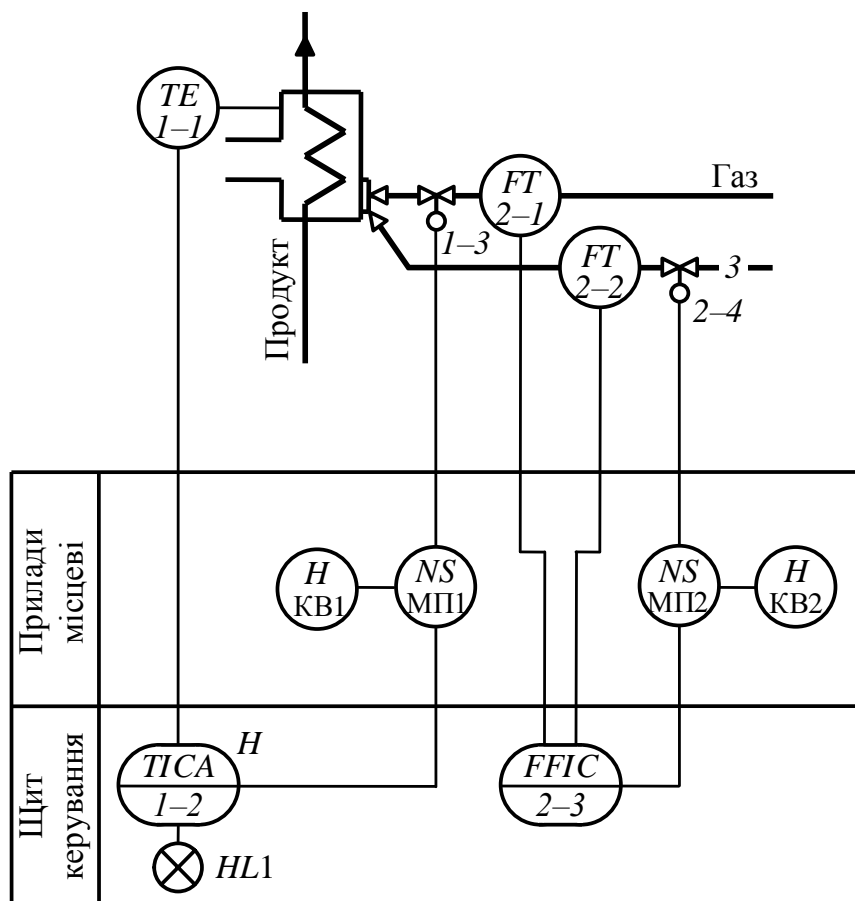 TE
1–1
FT
2–1
Газ
1–3
FT
2–2
3
2–4
Продукт
Прилади
місцеві
H
КВ1
NS
МП1
NS
МП2
H
КВ2
Щит
керування
TICA
1–2
H
FFIC
2–3
HL1